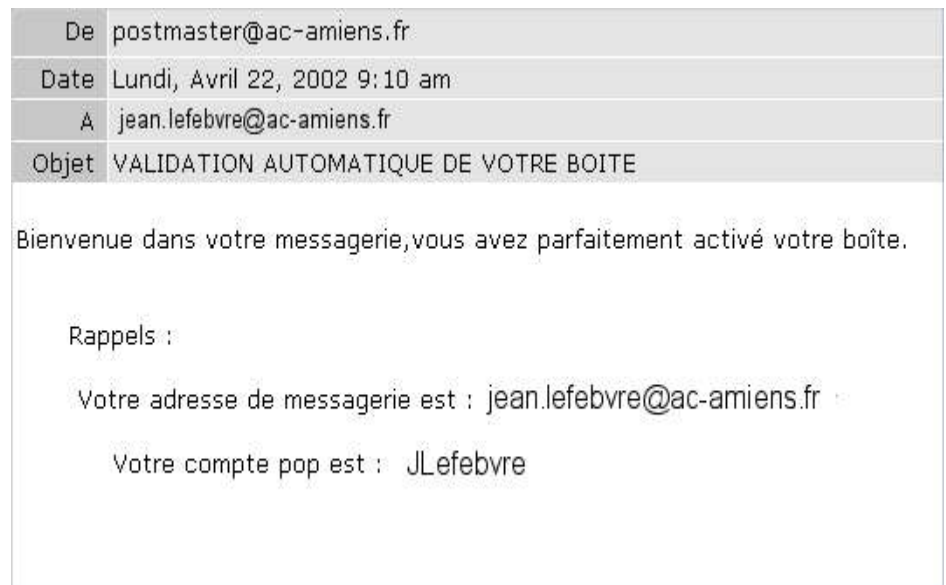 De postmaster@ac-amiens.fr
Date Lundi, Avril 22, 2002 9:10 am
A jean.lefebvre@ac-amiens.fr
Objet VALIDATION AUTOMATIQUE DE VOTRE BOITE
Bienvenue dans votre messagerie,vous avez parfaitement activé votre boîte.
Rappels :
Votre adresse de messagerie est : jean.lefebvre@ac-amiens.fr
Votre compte pop est : JLefebvre